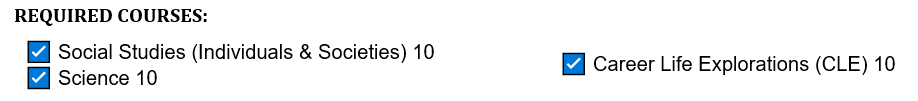 REQUIRED COURSES:
Social Studies (Individuals & Societies) 10
Science 10
Career Life Explorations (CLE) 10